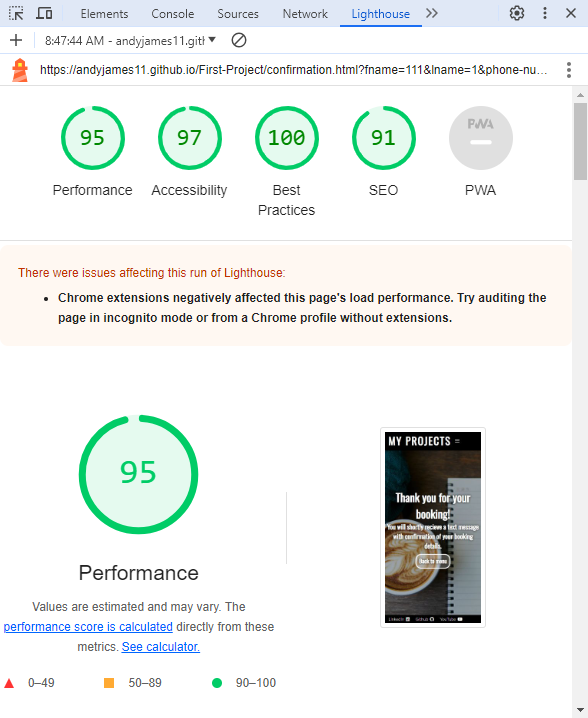 Elements Console Sources Network Lighthouse
8:47:44 AM - andyjames11.gitl
https://andyjames11.github.io/First-Project/confirmation.html?fname=111&lname=1&phone-nu...
95 97 100 91 PWA
Performance Accessibility Best Practices SEO PWA
There were issues affecting this run of Lighthouse:
Chrome extensions negatively affected this page's load performance. Try auditing the
page in incognito mode or from a Chrome profile without extensions.
95
MY PROJECTS
Thank you for your
booking!
You will shortly recieve a text message
with confirmation of your booking
details.
Back to menu
LinkedIn Github YouTube
Performance
Values are estimated and may vary. The
performance score is calculated directly from these
metrics. See calculator.
0–49 50–89 90–100